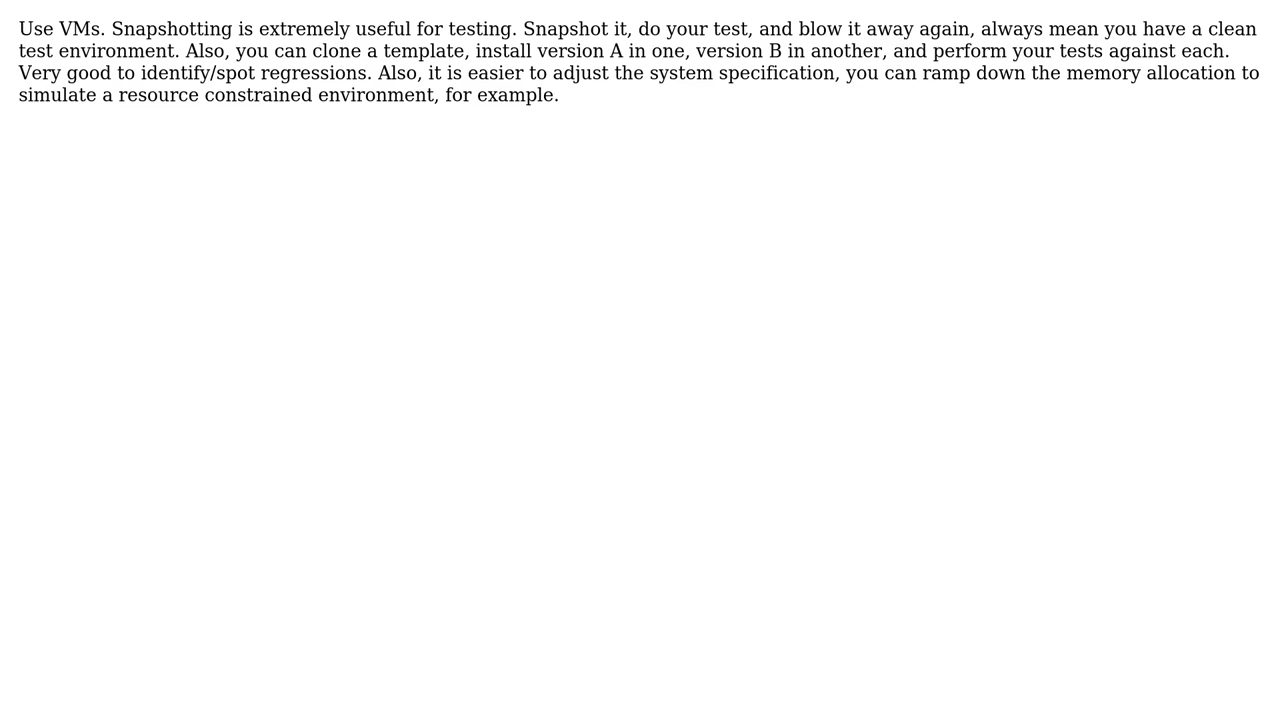 Use VMs. Snapshotting is extremely useful for testing. Snapshot it, do your test, and blow it away again, always mean you have a clean
test environment. Also, you can clone a template, install version A in one, version B in another, and perform your tests against each.
Very good to identify/spot regressions. Also, it is easier to adjust the system specification, you can ramp down the memory allocation to
simulate a resource constrained environment, for example.